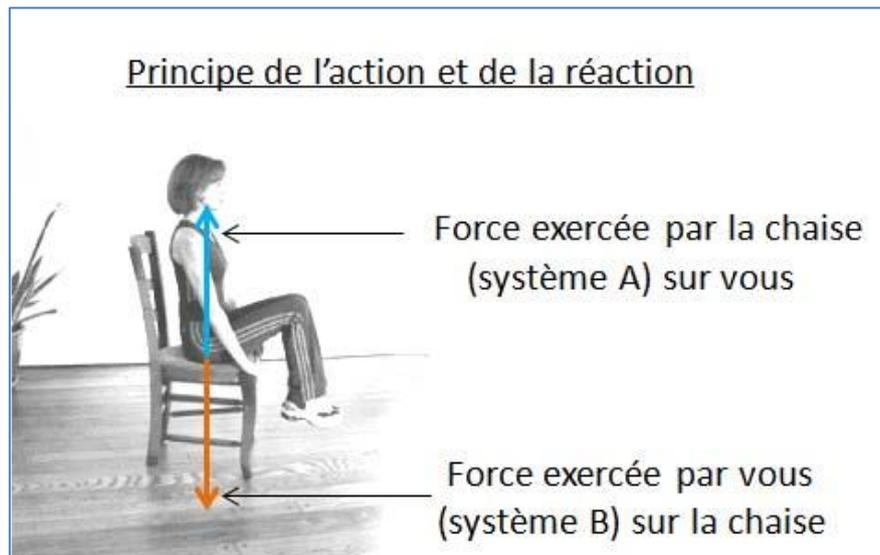 Principe de l’action et de la réaction
Force exercée par la chaise
(système A) sur vous
Force exercée par vous
(système B) sur la chaise